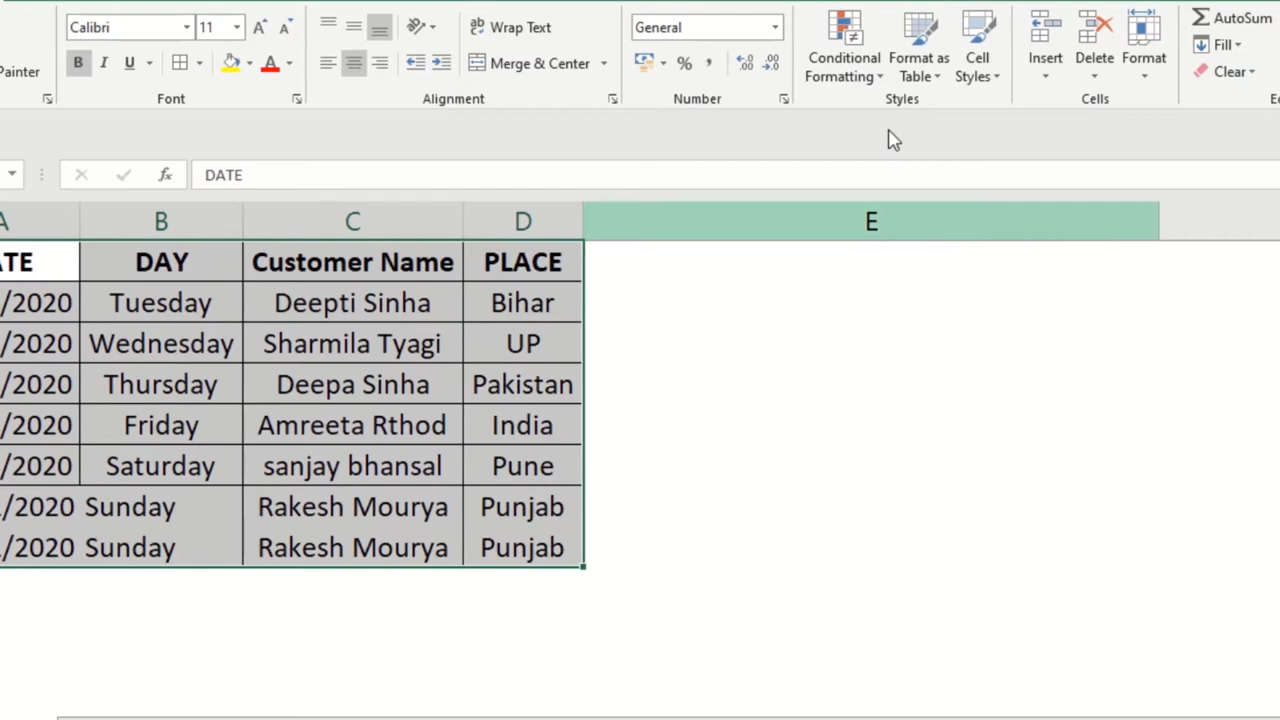 Calibri 11 Wrap Text General Conditional Formatting Format as Table Cell Styles Insert Delete Format AutoSum
Painter B I U Merge & Center % Fill
Clear
Font Alignment Number Styles Cells
fx DATE
A B C D E
ATE DAY Customer Name PLACE
/2020 Tuesday Deepti Sinha Bihar
/2020 Wednesday Sharmila Tyagi UP
/2020 Thursday Deepa Sinha Pakistan
/2020 Friday Amreeta Rthod India
/2020 Saturday sanjay bhansal Pune
/2020 Sunday Rakesh Mourya Punjab
/2020 Sunday Rakesh Mourya Punjab